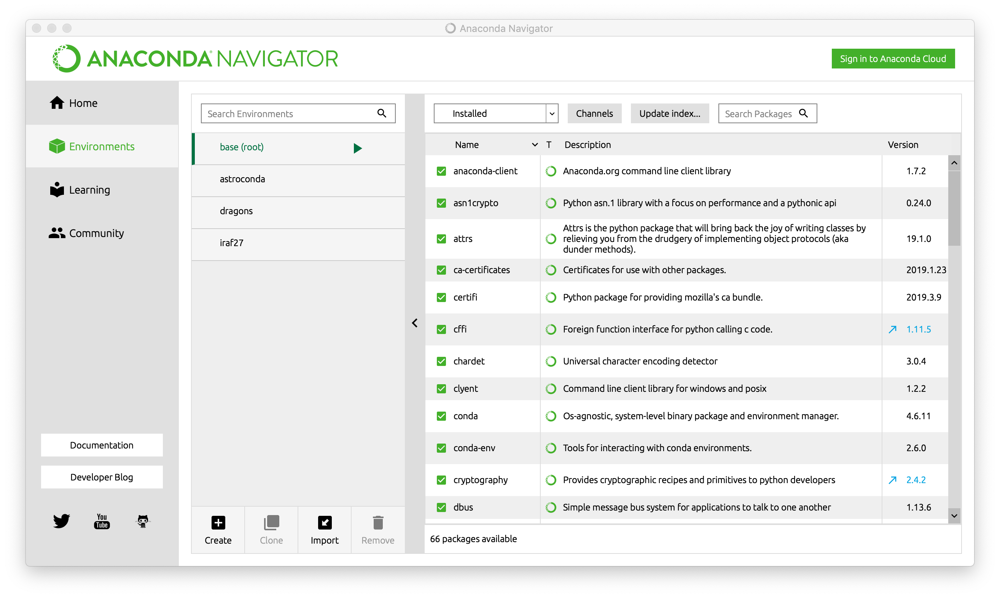 Anaconda Navigator
ANACONDA® NAVIGATOR
Sign in to Anaconda Cloud
Home
Environments
Learning
Community
Documentation
Developer Blog
You
Tube
Search Environments
base (root)
astroconda
dragons
iraf27
Create
Clone
Import
Remove
Installed
Channels
Update index...
Search Packages
Name T Description Version
anaconda-client Anaconda.org command line client library 1.7.2
asn1crypto Python asn.1 library with a focus on performance and a pythonic api 0.24.0
attrs Attrs is the python package that will bring back the joy of writing classes by
relieving you from the drudgery of implementing object protocols (aka 19.1.0
dunder methods).
ca-certificates Certificates for use with other packages. 2019.1.23
certifi Python package for providing mozilla's ca bundle. 2019.3.9
cffi Foreign function interface for python calling c code. 1.11.5
chardet Universal character encoding detector 3.0.4
clyent Command line client library for windows and posix 1.2.2
conda Os-agnostic, system-level binary package and environment manager. 4.6.11
conda-env Tools for interacting with conda environments. 2.6.0
cryptography Provides cryptographic recipes and primitives to python developers 2.4.2
dbus Simple message bus system for applications to talk to one another 1.13.6
66 packages available